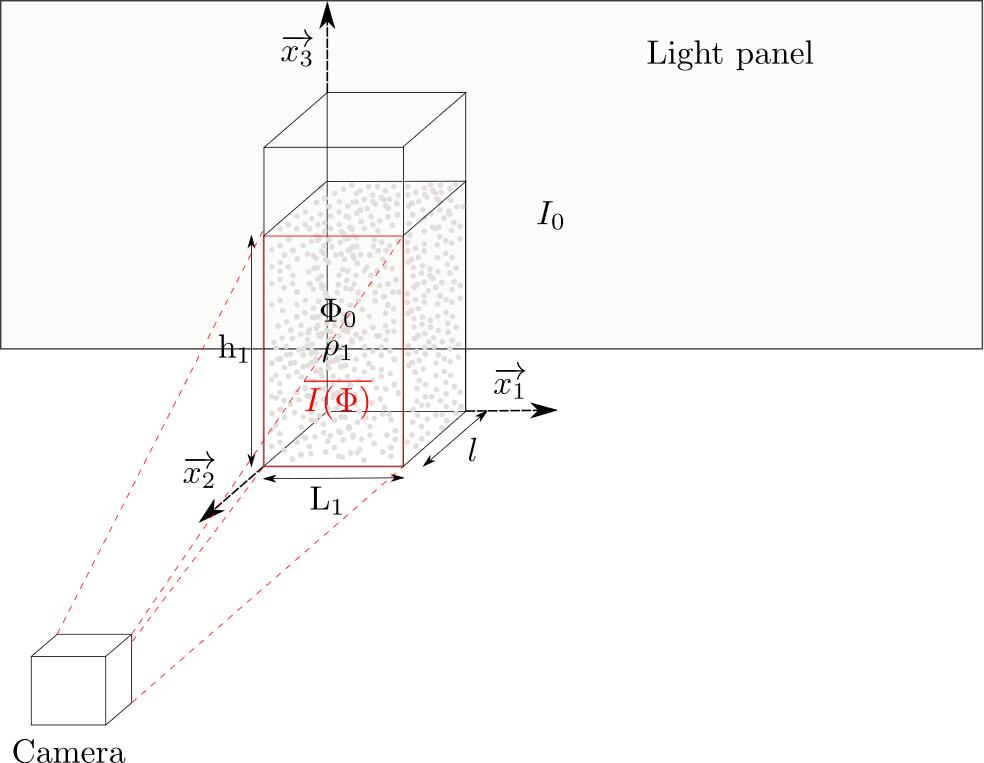 x₃
Light panel
I₀
Φ₀
h₁
ρ₁
x₁
I(Φ)
l
x₂
L₁
Camera